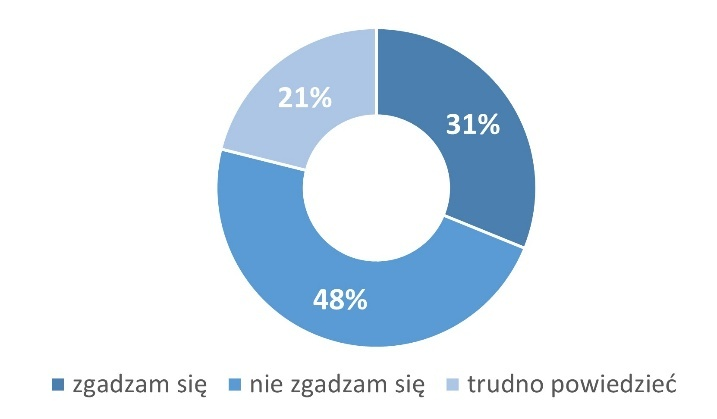 21%
31%
48%
zgadzam się nie zgadzam się trudno powiedzieć